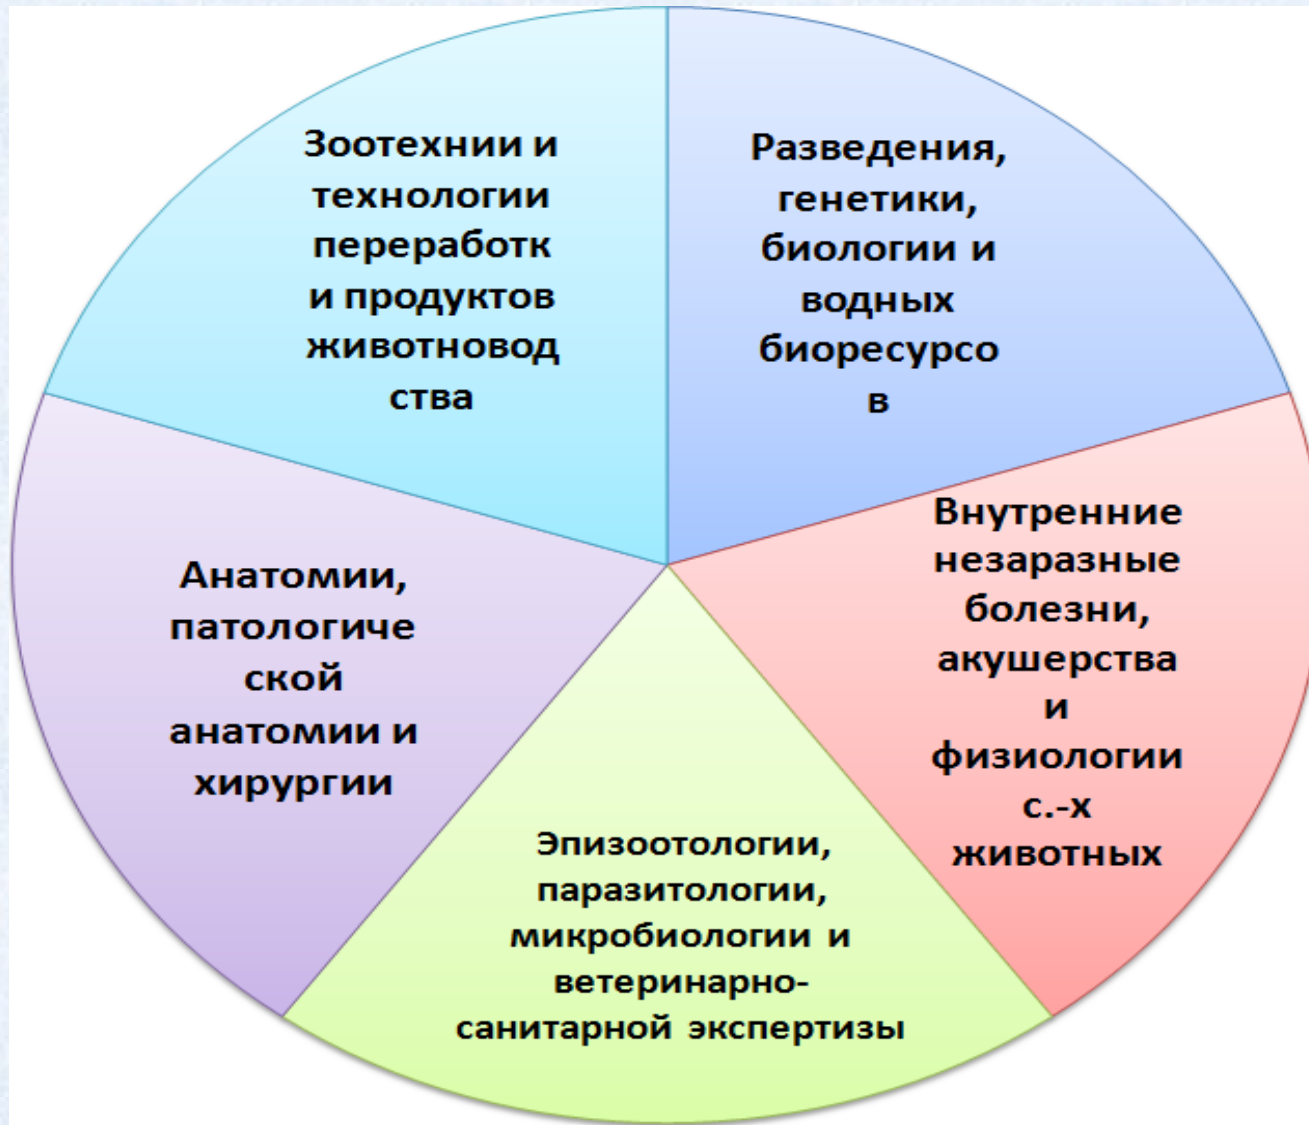 Зоотехнии и
технологии
переработк
и продуктов
животновод
ства
Разведения,
генетики,
биологии и
водных
биоресурсо
в
Внутренние
незаразные
болезни,
акушерства
и
физиологии
с.-х
животных
Анатомии,
патологиче
ской
анатомии и
хирургии
Эпизоотологии,
паразитологии,
микробиологии и
ветеринарно-
санитарной экспертизы